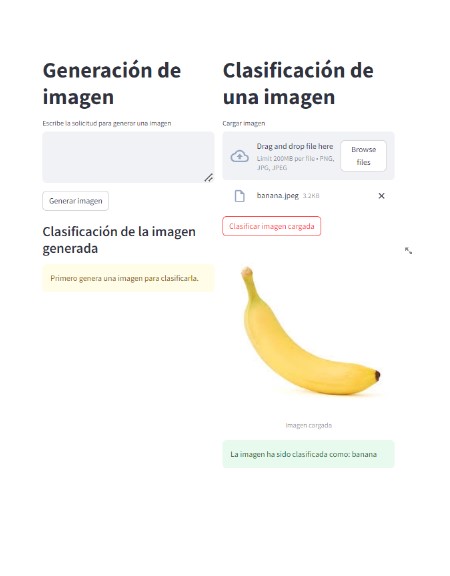 Generación de
imagen
Escribe la solicitud para generar una imagen
Generar imagen
Clasificación de la imagen
generada
Primero genera una imagen para clasificarla.
Clasificación de
una imagen
Cargar imagen
Drag and drop file here
Limit 200MB per file • PNG,
JPG, JPEG
Browse
files
banana.jpeg 3.2KB
Clasificar imagen cargada
Imagen cargada
La imagen ha sido clasificada como: banana